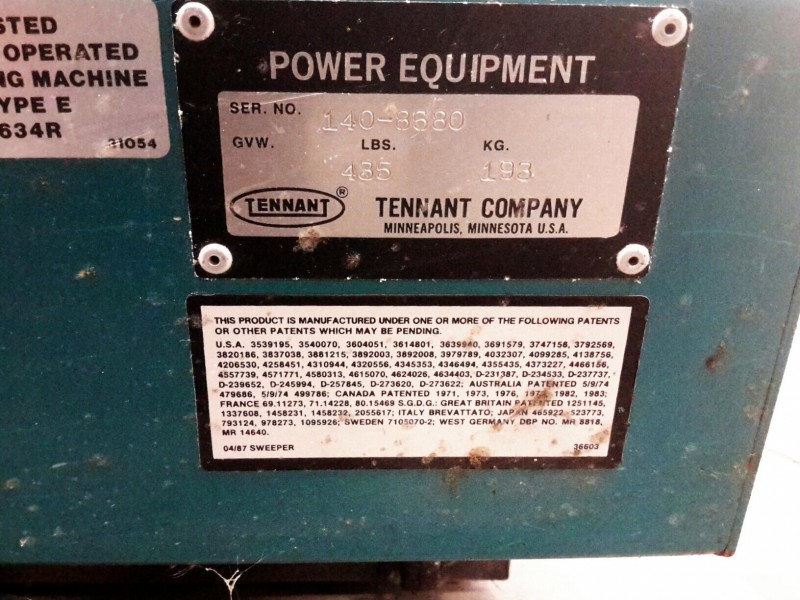 STED
OPERATED
NG MACHINE
YPE E
634R
31054
POWER EQUIPMENT
SER. NO. 140-3680
GVW. LBS. KG.
435 193
TENNANT ® TENNANT COMPANY
MINNEAPOLIS, MINNESOTA U.S.A.
THIS PRODUCT IS MANUFACTURED UNDER ONE OR MORE OF THE FOLLOWING PATENTS
OR OTHER PATENTS WHICH MAY BE PENDING.
U.S.A. 3539195, 3540070, 3604051, 3614801, 3639940, 3691579, 3747156, 3792569,
3820186, 3837038, 3881215, 3892003, 3892008, 3979789, 4032307, 4099285, 4138756,
4206530, 4258451, 4310944, 4320556, 4345353, 4346494, 4355435, 4373227, 4466156,
4557739, 4571771, 4580313, 4615070, 4624026, 4634403, D-231387, D-234533, D-237737,
D-239652, D-245994, D-257845, D-273620, D-273622; AUSTRALIA PATENTED 5/9/74
479686, 5/9/74 499786; CANADA PATENTED 1971, 1973, 1976, 1982, 1983;
FRANCE 69.11273, 71.14228, 80.15469 S.G.D.G.: GREAT BRITAIN PATENTED 1251145,
1337608, 1458231, 1458232, 2055617; ITALY BREVATTATO; JAPAN 465922, 523773,
793124, 978273, 1095926; SWEDEN 7105070-2; WEST GERMANY DBP NO. MR 8818,
MR 14640.
04/87 SWEEPER 36603